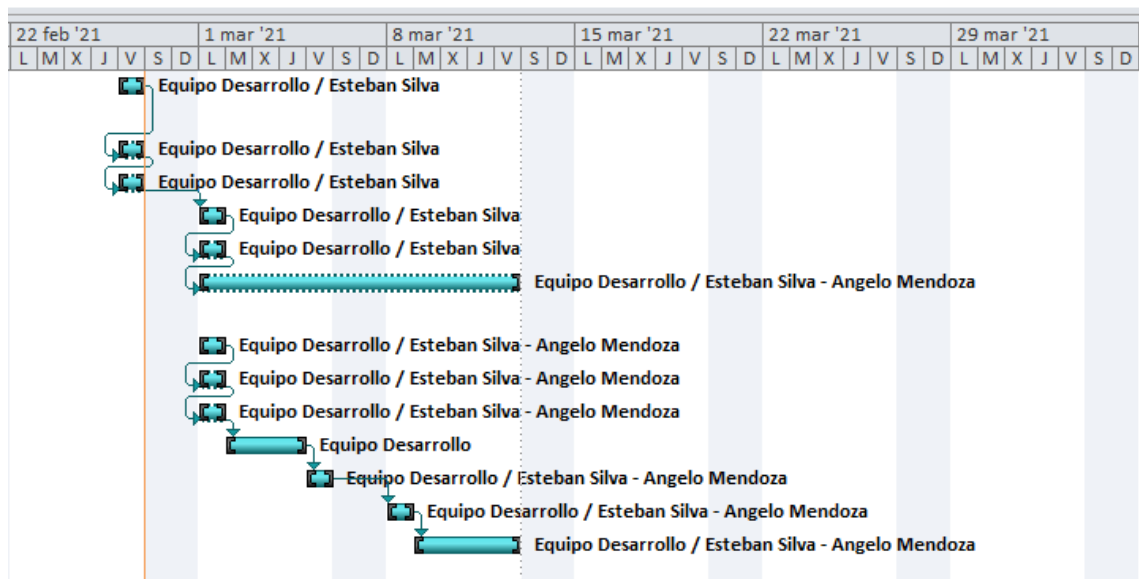 22 feb '21 1 mar '21 8 mar '21 15 mar '21 22 mar '21 29 mar '21
L M X J V S D L M X J V S D L M X J V S D L M X J V S D L M X J V S D L M X J V S D
Equipo Desarrollo / Esteban Silva
Equipo Desarrollo / Esteban Silva
Equipo Desarrollo / Esteban Silva
Equipo Desarrollo / Esteban Silva
Equipo Desarrollo / Esteban Silva
Equipo Desarrollo / Esteban Silva - Angelo Mendoza
Equipo Desarrollo / Esteban Silva - Angelo Mendoza
Equipo Desarrollo / Esteban Silva - Angelo Mendoza
Equipo Desarrollo / Esteban Silva - Angelo Mendoza
Equipo Desarrollo
Equipo Desarrollo / Esteban Silva - Angelo Mendoza
Equipo Desarrollo / Esteban Silva - Angelo Mendoza
Equipo Desarrollo / Esteban Silva - Angelo Mendoza